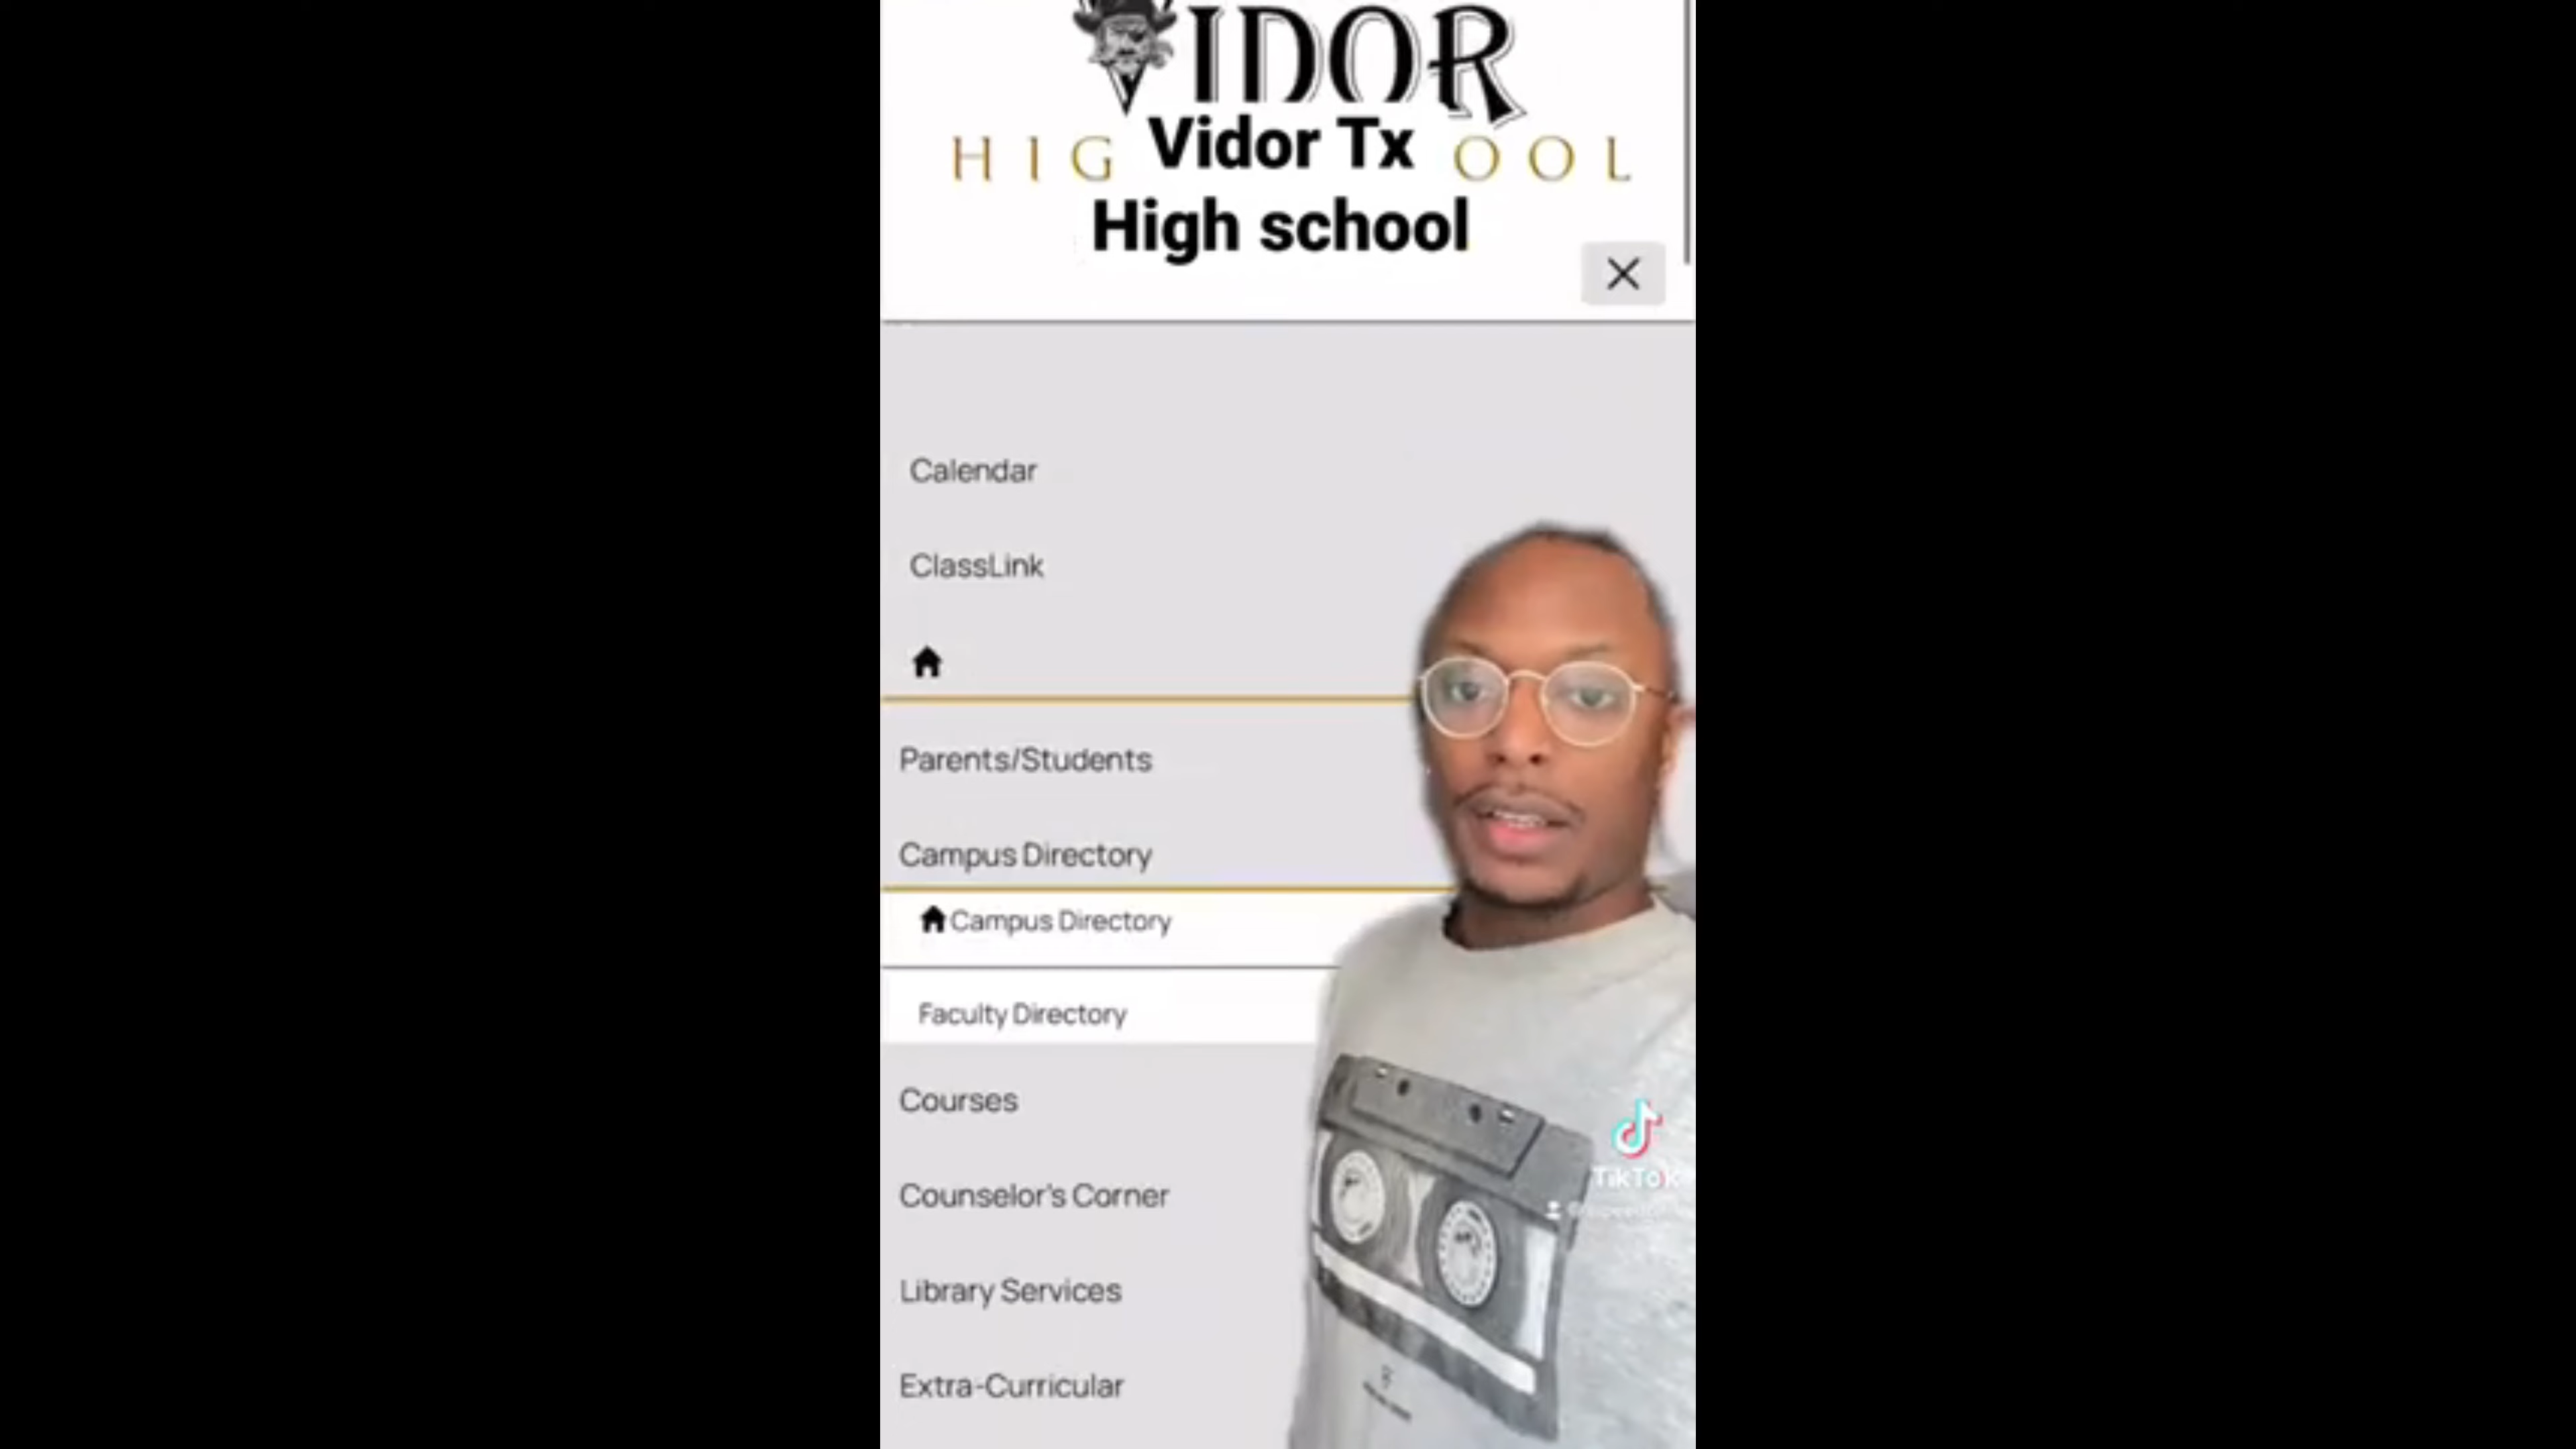 VIDOR
HIG OOL
Vidor Tx
High school
Calendar
ClassLink
Parents/Students
Campus Directory
Campus Directory
Faculty Directory
Courses
Counselor's Corner
Library Services
Extra-Curricular
TikTok